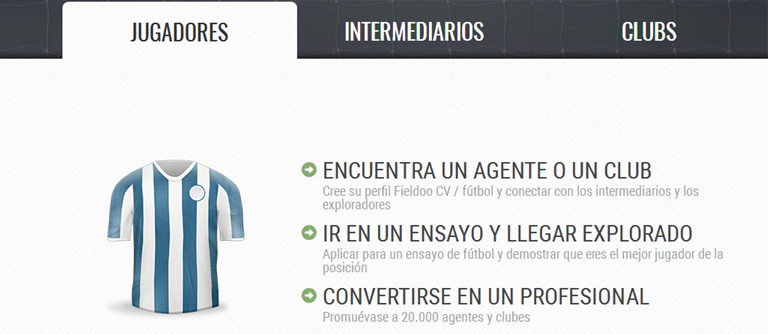 JUGADORES INTERMEDIARIOS CLUBS
ENCUENTRA UN AGENTE O UN CLUB
Cree su perfil Fieldoo CV / fútbol y conectar con los intermediarios y los
exploradores
IR EN UN ENSAYO Y LLEGAR EXPLORADO
Aplicar para un ensayo de fútbol y demostrar que eres el mejor jugador de la
posición
CONVERTIRSE EN UN PROFESIONAL
Promuévase a 20.000 agentes y clubes